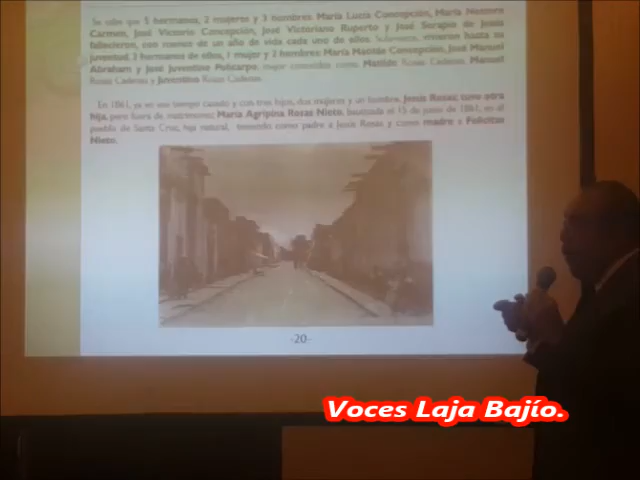 Se sabe que 5 hermanos, 2 mujeres y 3 hombres: María Lucía Concepción, María Nestora
Carmen, José Victorio Concepción, José Victoriano Ruperto y José Serapio de Jesús
fallecieron, con menos de un año de vida cada uno de ellos. Solamente, vivieron hasta su
juventud 3 hermanos de ellos, 1 mujer y 2 hombres: María Matilde Concepción, José Manuel
Abraham y José Juventino Policarpo, mejor conocidos como Matilde Rosas Cadenas, Manuel
Rosas Cadenas y Juventino Rosas Cadenas.
En 1861, ya en ese tiempo casado y con tres hijos, dos mujeres y un hombre, Jesús Rosas; tuvo otra
hija, pero fuera de matrimonio; María Agripina Rosas Nieto, bautizada el 15 de junio de 1861, en el
pueblo de Santa Cruz, hija natural, teniendo como padre a Jesús Rosas y como madre a Felicitas
Nieto.
-20-
Voces Laja Bajío.